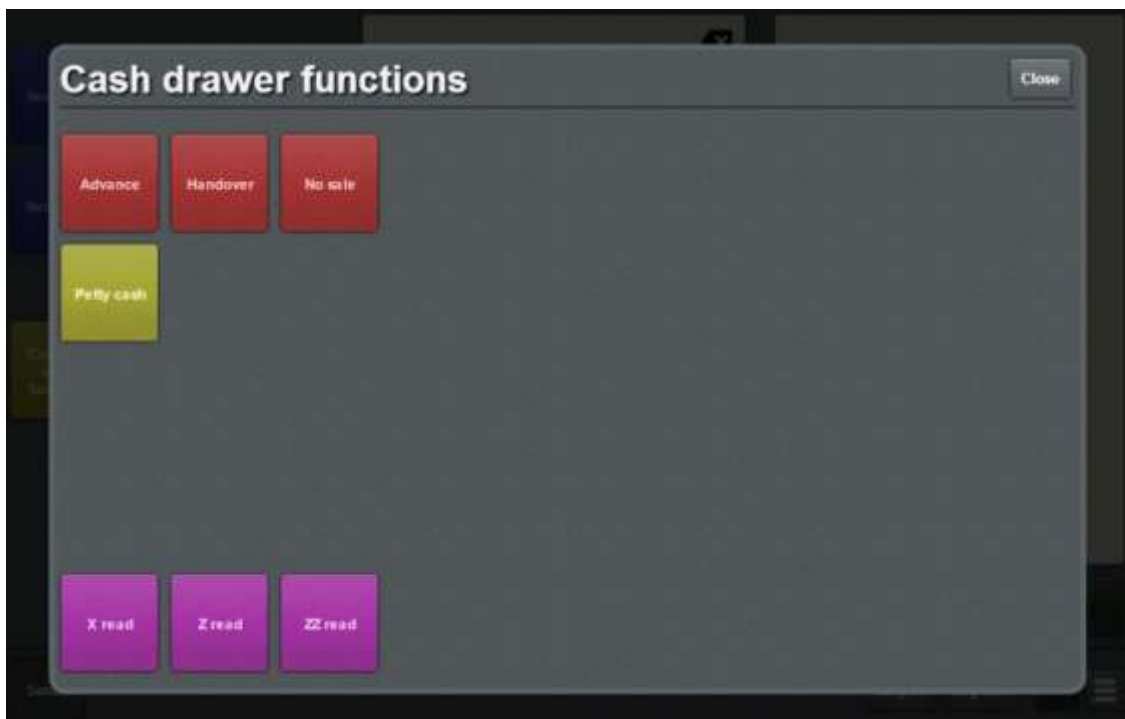 Cash drawer functions
Close
Advance
Handover
No sale
Petty cash
X read
Z read
ZZ read